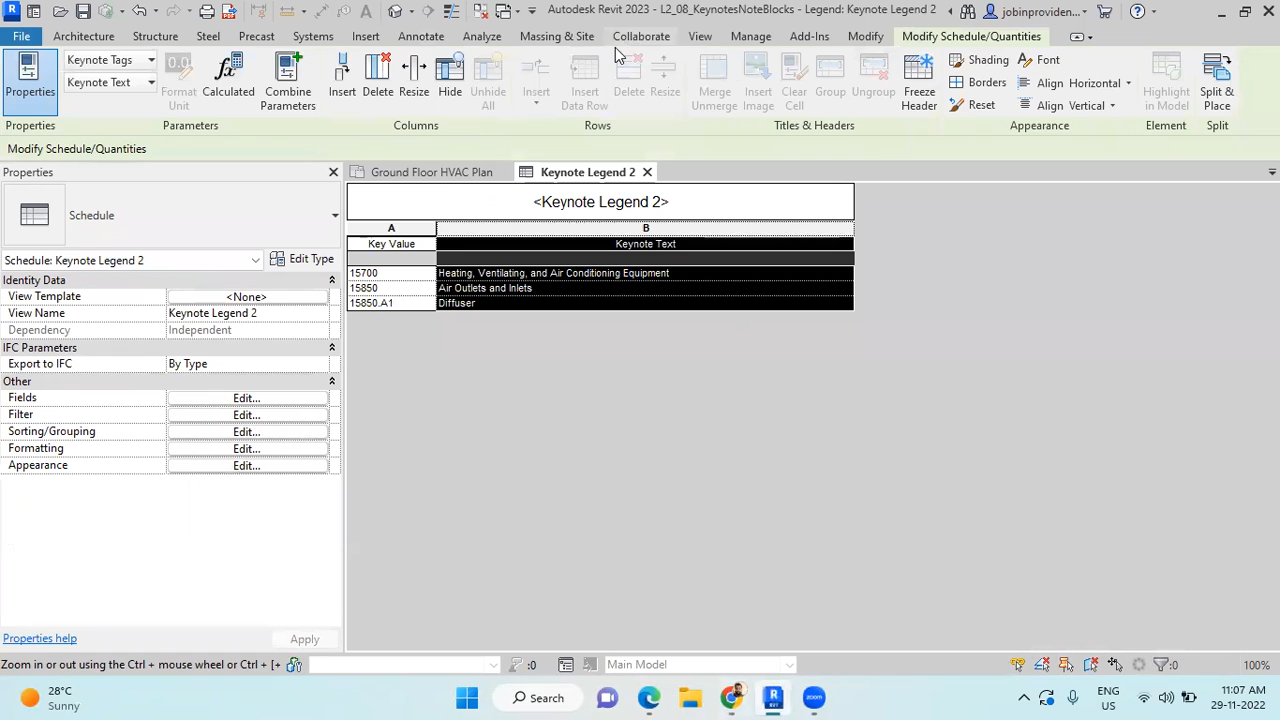 Autodesk Revit 2023 - L2_08_KeynotesNoteBlocks - Legend: Keynote Legend 2
jobinproviden...
File Architecture Structure Steel Precast Systems Insert Annotate Analyze Massing & Site Collaborate View Manage Add-Ins Modify Modify Schedule/Quantities
Properties
Keynote Tags
Keynote Text
Format Unit
Calculated
Combine Parameters
Insert
Delete
Resize
Hide
Unhide All
Insert
Insert Data Row
Delete
Resize
Merge Unmerge
Insert Image
Clear Cell
Group
Ungroup
Freeze Header
Shading
Borders
Reset
Font
Align Horizontal
Align Vertical
Highlight in Model
Split & Place
Properties Parameters Columns Rows Titles & Headers Appearance Element Split
Modify Schedule/Quantities
Properties
Schedule
Schedule: Keynote Legend 2
Edit Type
Identity Data
View Template <None>
View Name Keynote Legend 2
Dependency Independent
IFC Parameters
Export to IFC By Type
Other
Fields Edit...
Filter Edit...
Sorting/Grouping Edit...
Formatting Edit...
Appearance Edit...
Properties help
Apply
Ground Floor HVAC Plan
Keynote Legend 2
<Keynote Legend 2>
A B
Key Value Keynote Text
15700 Heating, Ventilating, and Air Conditioning Equipment
15850 Air Outlets and Inlets
15850.A1 Diffuser
Zoom in or out using the Ctrl + mouse wheel or Ctrl + [+
:0
Main Model
:0
100%
28°C
Sunny
Search
zoom
ENG
US
11:07 AM
29-11-2022